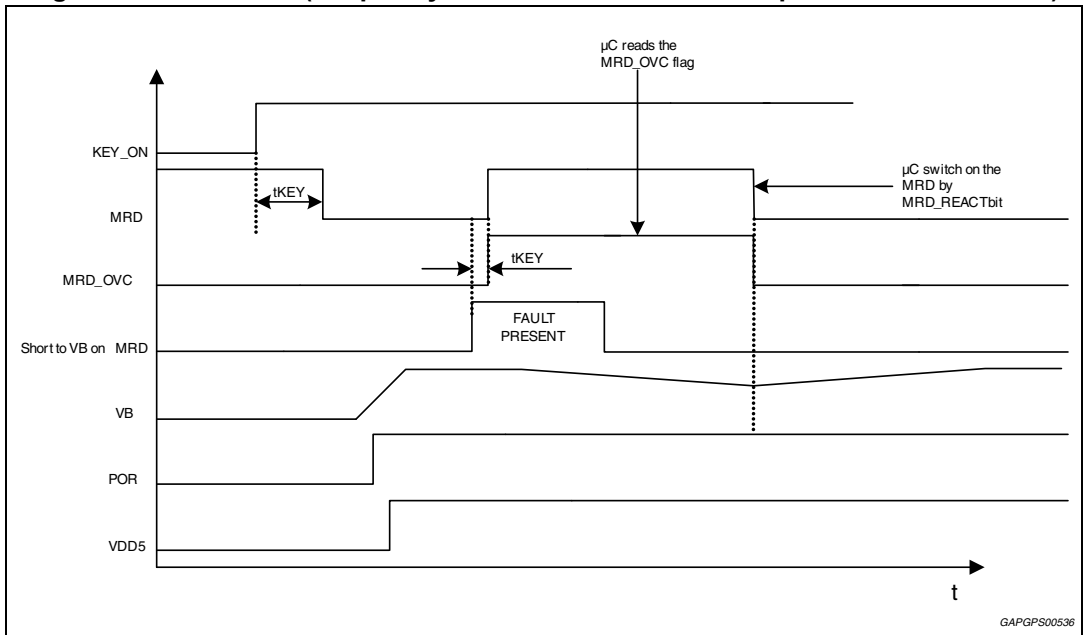 µC reads the
MRD_OVC flag
KEY_ON
µC switch on the
MRD by
MRD_REACTbit
tKEY
MRD
tKEY
MRD_OVC
FAULT
PRESENT
Short to VB on MRD
VB
POR
VDD5
t
GAPGPS00536